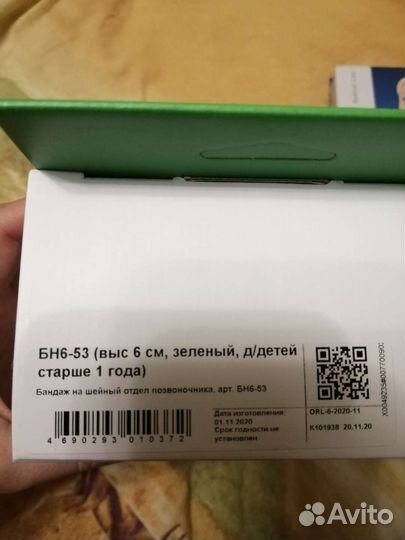 БН6-53 (выс 6 см, зеленый, д/детей
старше 1 года)
Бандаж на шейный отдел позвоночника, арт. БН6-53
4 690293 010372
Дата изготовления:
01.11.2020
Срок годности не
установлен
ORL-6-2020-11
K101938 20.11.20
Avito